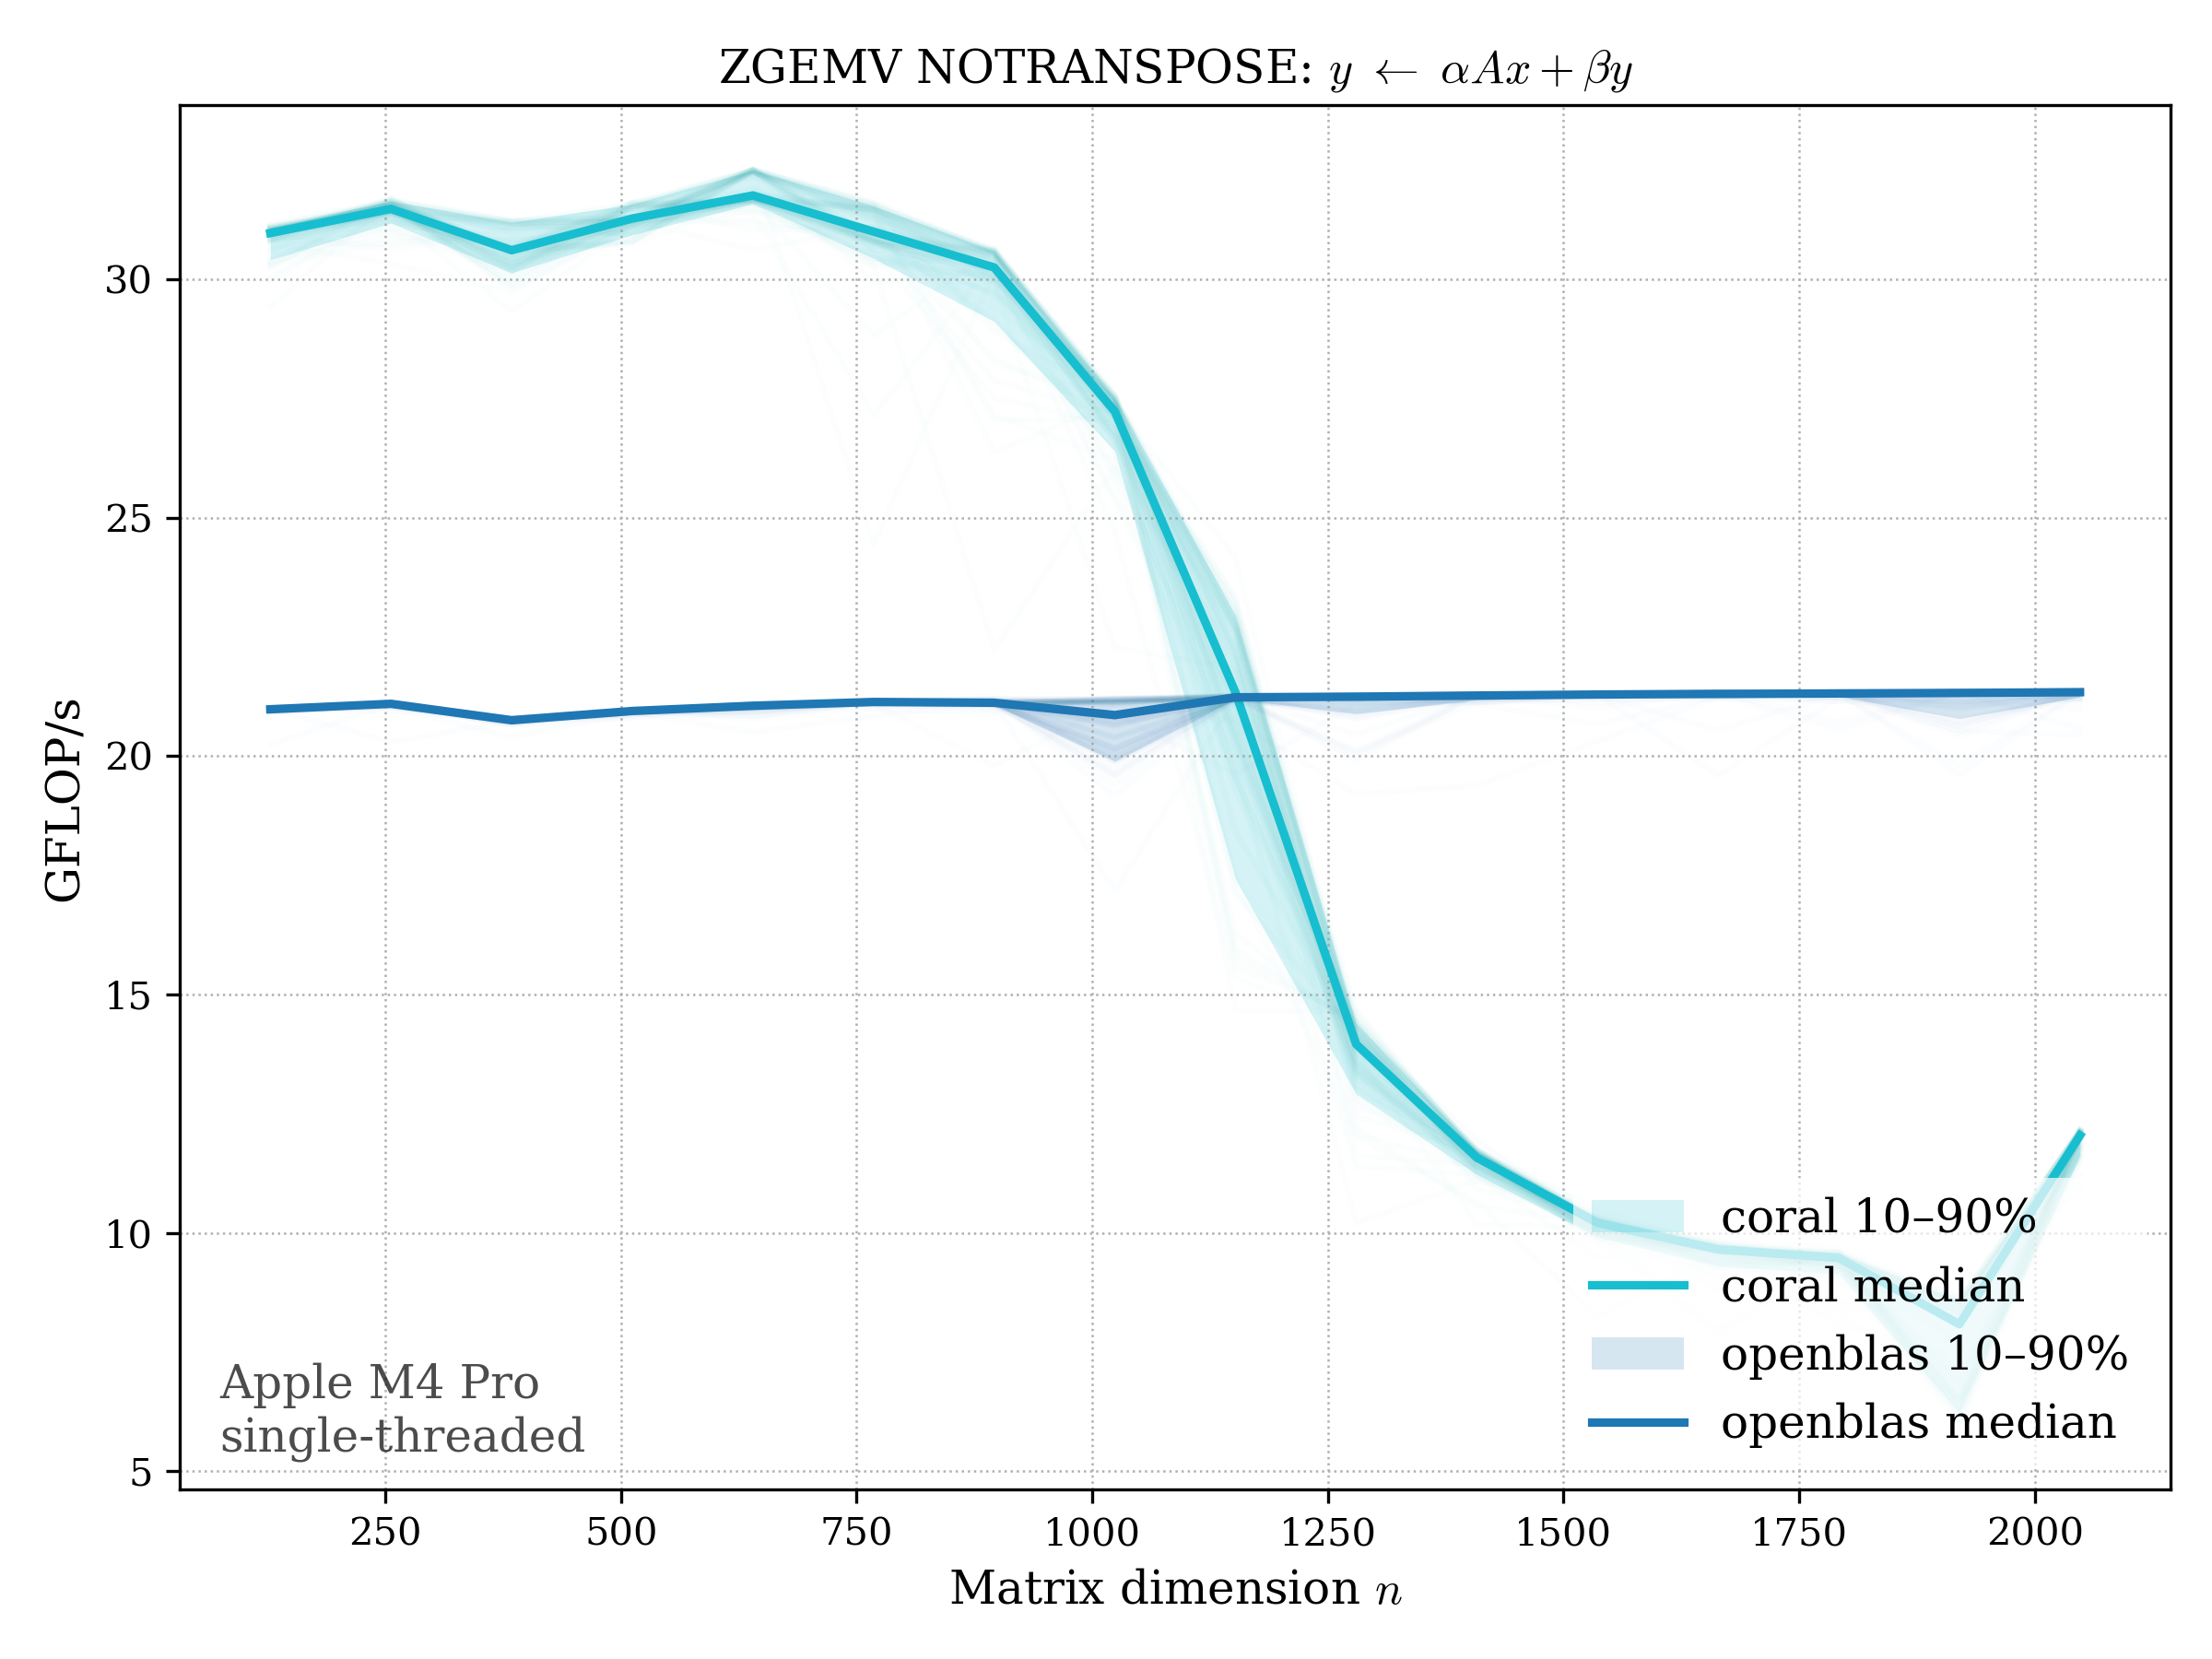 ZGEMV NOTRANSPOSE: y ← αAx + βy
GFLOP/s
30
25
20
15
10
5
250 500 750 1000 1250 1500 1750 2000
Matrix dimension n
Apple M4 Pro
single-threaded
coral 10–90%
coral median
openblas 10–90%
openblas median